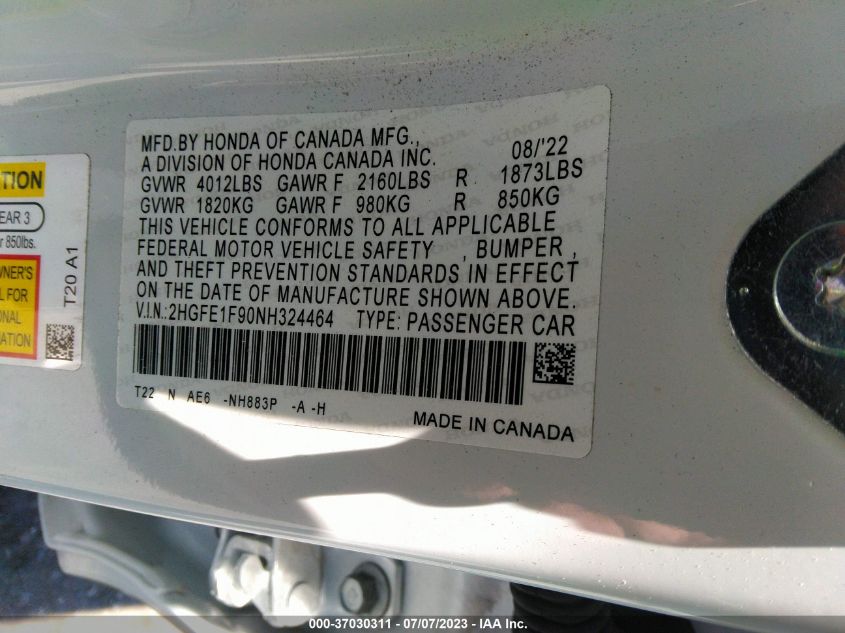 MFD.BY HONDA OF CANADA MFG.,
A DIVISION OF HONDA CANADA INC. 08/'22
GVWR 4012LBS GAWR F 2160LBS R 1873LBS
GVWR 1820KG GAWR F 980KG R 850KG
THIS VEHICLE CONFORMS TO ALL APPLICABLE
FEDERAL MOTOR VEHICLE SAFETY , BUMPER ,
AND THEFT PREVENTION STANDARDS IN EFFECT
ON THE DATE OF MANUFACTURE SHOWN ABOVE.
V.I.N.:2HGFE1F90NH324464 TYPE: PASSENGER CAR
T22 N AE6 -NH883P -A -H
MADE IN CANADA
TION
EAR 3
r 850lbs.
WNER'S
L FOR
ONAL
ATION
T20 A1
000-37030311 - 07/07/2023 - IAA Inc.